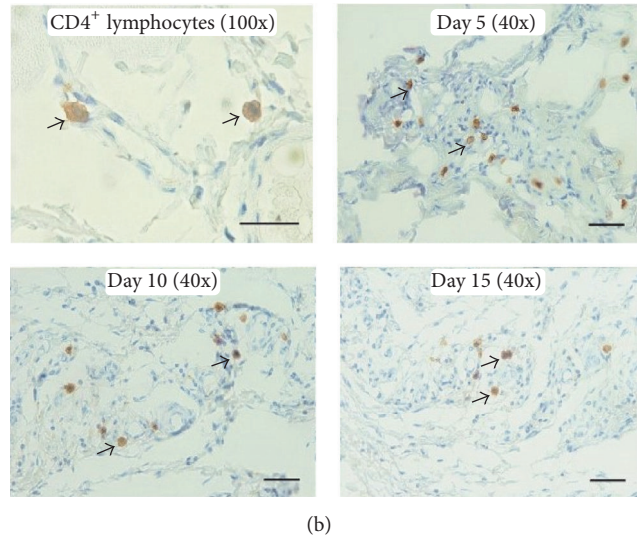 CD4+ lymphocytes (100x)
Day 5 (40x)
Day 10 (40x)
Day 15 (40x)
(b)